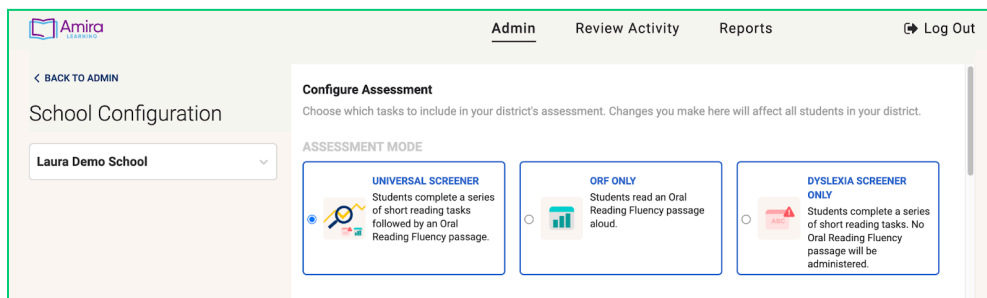 Amira
LEARNING
Admin
Review Activity
Reports
Log Out
BACK TO ADMIN
School Configuration
Laura Demo School
Configure Assessment
Choose which tasks to include in your district's assessment. Changes you make here will affect all students in your district.
ASSESSMENT MODE
UNIVERSAL SCREENER
Students complete a series
of short reading tasks
followed by an Oral
Reading Fluency passage.
ORF ONLY
Students read an Oral
Reading Fluency passage
aloud.
ABC
DYSLEXIA SCREENER
ONLY
Students complete a series
of short reading tasks. No
Oral Reading Fluency
passage will be
administered.